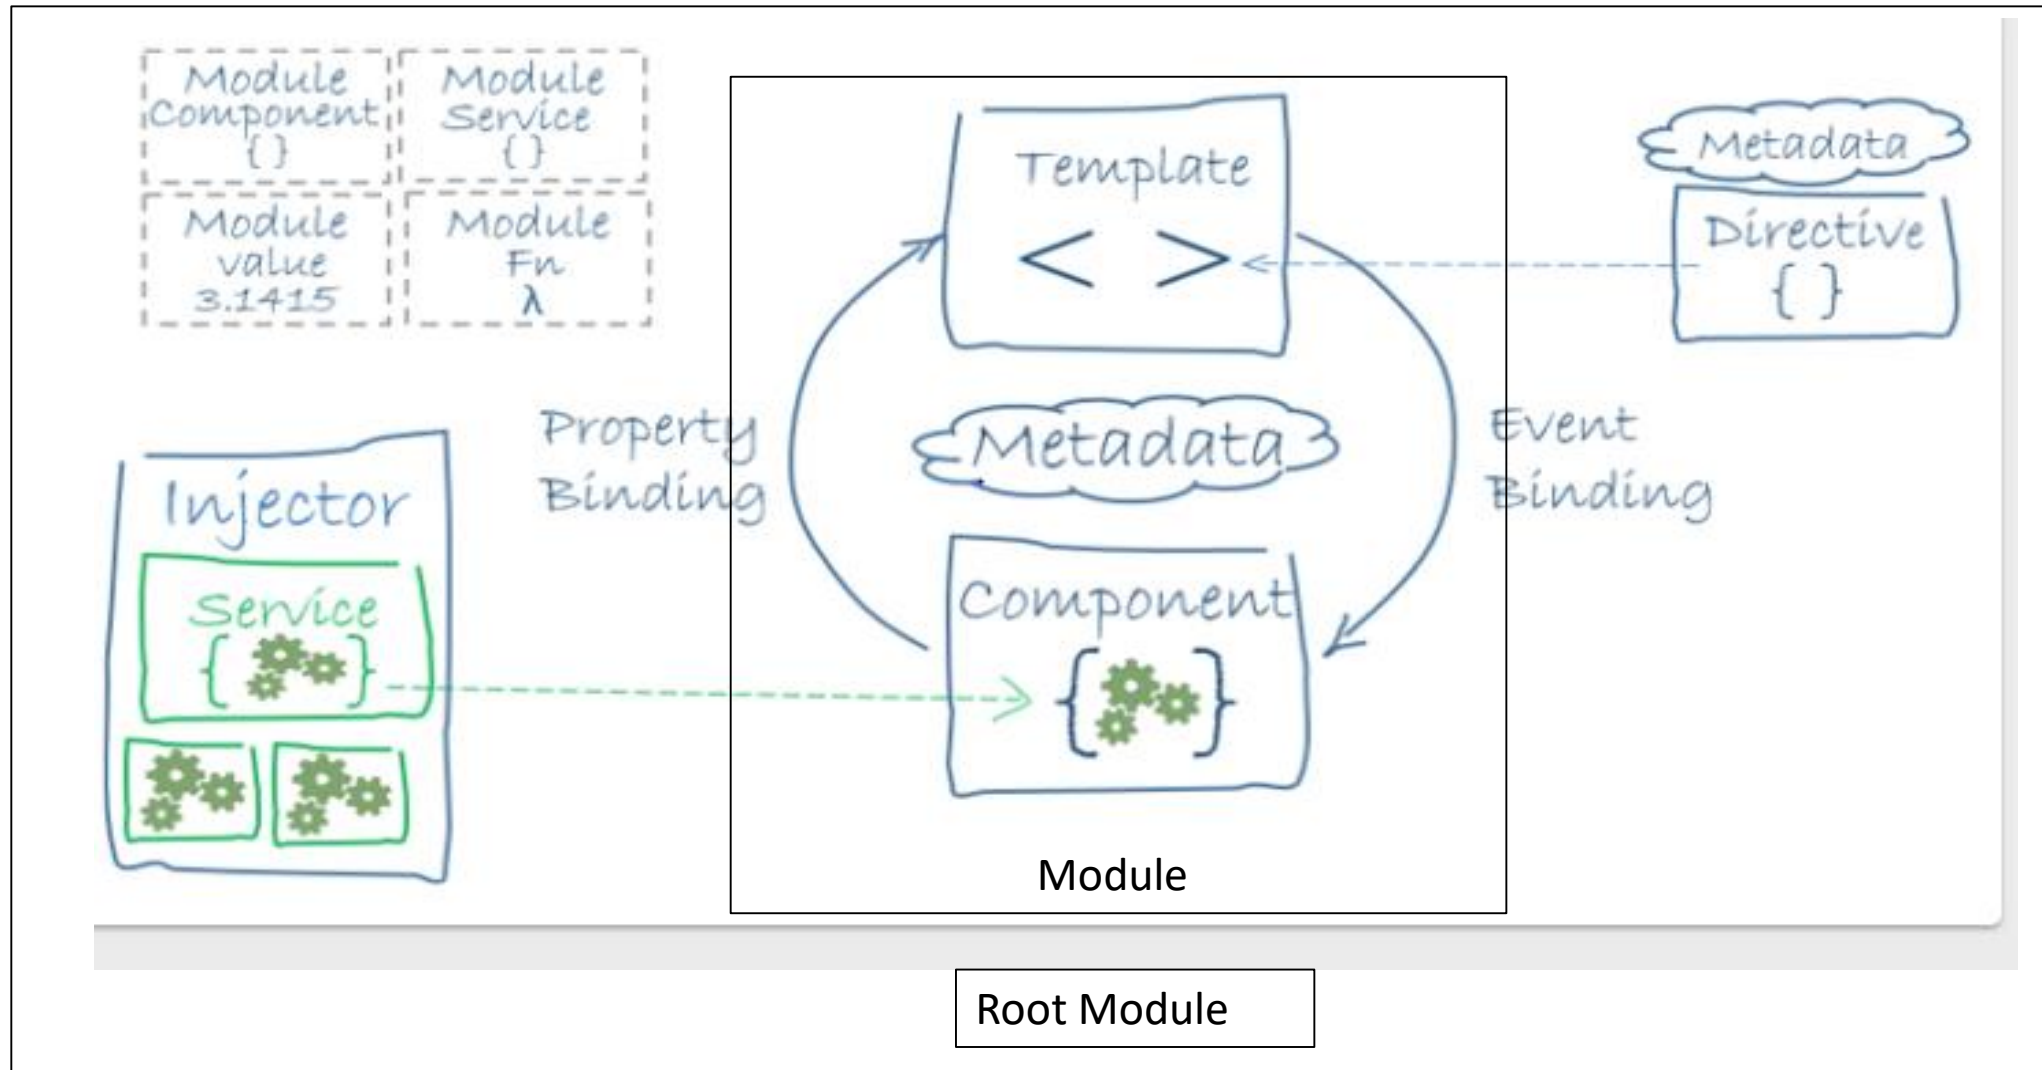 Module
Component
{ }
Module
Service
{ }
Module
value
3.1415
Module
Fn
λ
Template
< >
Metadata
Directive
{ }
Property
Binding
Metadata
Event
Binding
Injector
Service
{ }
Component
{ }
Module
Root Module